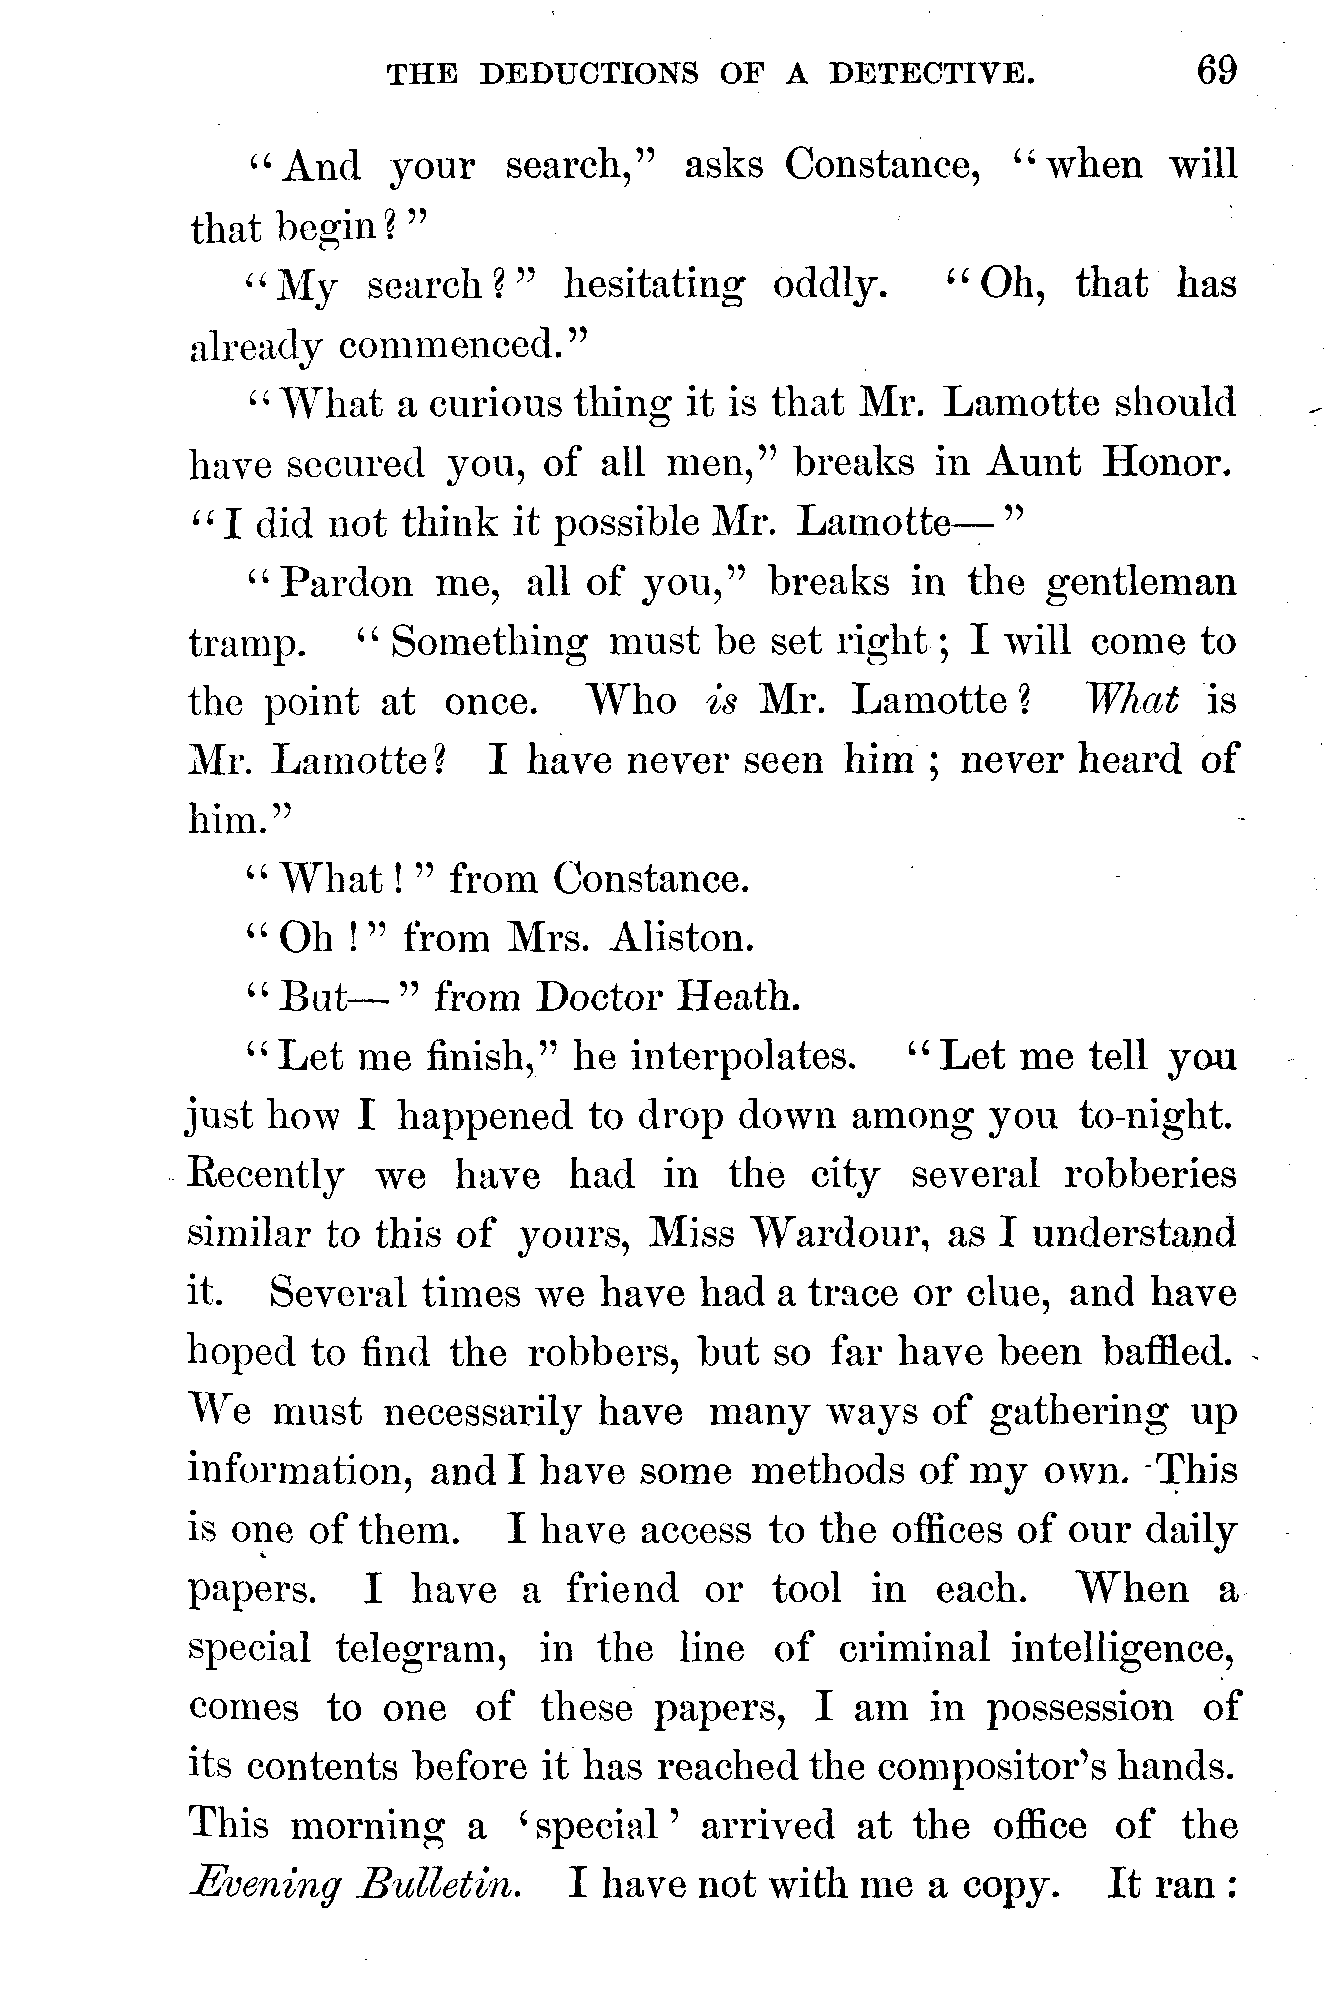 THE DEDUCTIONS OF A DETECTIVE. 69
“And your search,” asks Constance, “when will
that begin?”
“My search?” hesitating oddly. “Oh, that has
already commenced.”
“What a curious thing it is that Mr. Lamotte should
have secured you, of all men,” breaks in Aunt Honor.
“I did not think it possible Mr. Lamotte—”
“Pardon me, all of you,” breaks in the gentleman
tramp. “Something must be set right; I will come to
the point at once. Who is Mr. Lamotte? What is
Mr. Lamotte? I have never seen him; never heard of
him.”
“What!” from Constance.
“Oh!” from Mrs. Aliston.
“But—” from Doctor Heath.
“Let me finish,” he interpolates. “Let me tell you
just how I happened to drop down among you to-night.
Recently we have had in the city several robberies
similar to this of yours, Miss Wardour, as I understand
it. Several times we have had a trace or clue, and have
hoped to find the robbers, but so far have been baffled.
We must necessarily have many ways of gathering up
information, and I have some methods of my own. This
is one of them. I have access to the offices of our daily
papers. I have a friend or tool in each. When a
special telegram, in the line of criminal intelligence,
comes to one of these papers, I am in possession of
its contents before it has reached the compositor’s hands.
This morning a ‘special’ arrived at the office of the
Evening Bulletin. I have not with me a copy. It ran: